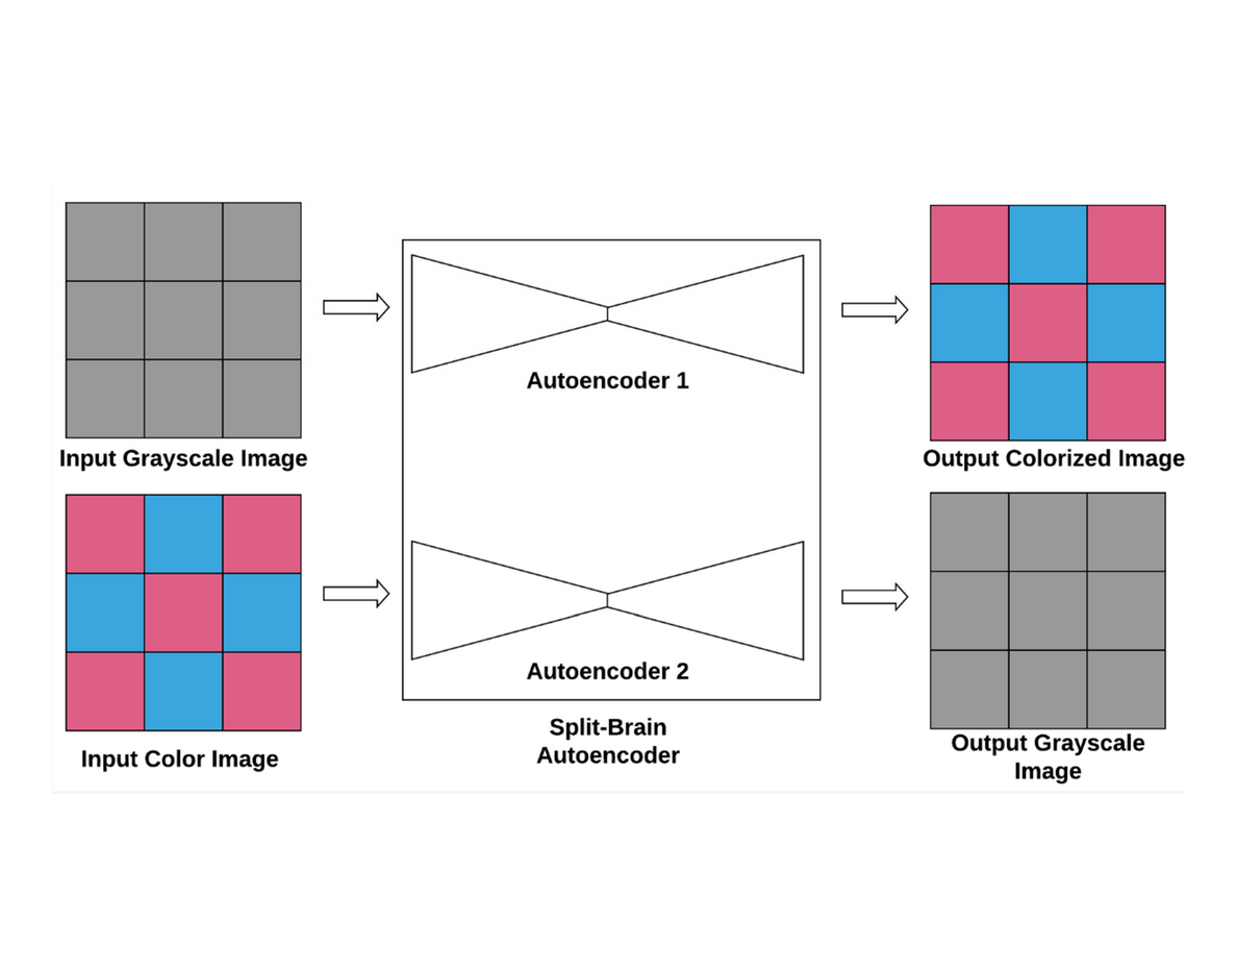 Input Grayscale Image
Autoencoder 1
Output Colorized Image
Input Color Image
Autoencoder 2
Split-Brain
Autoencoder
Output Grayscale
Image